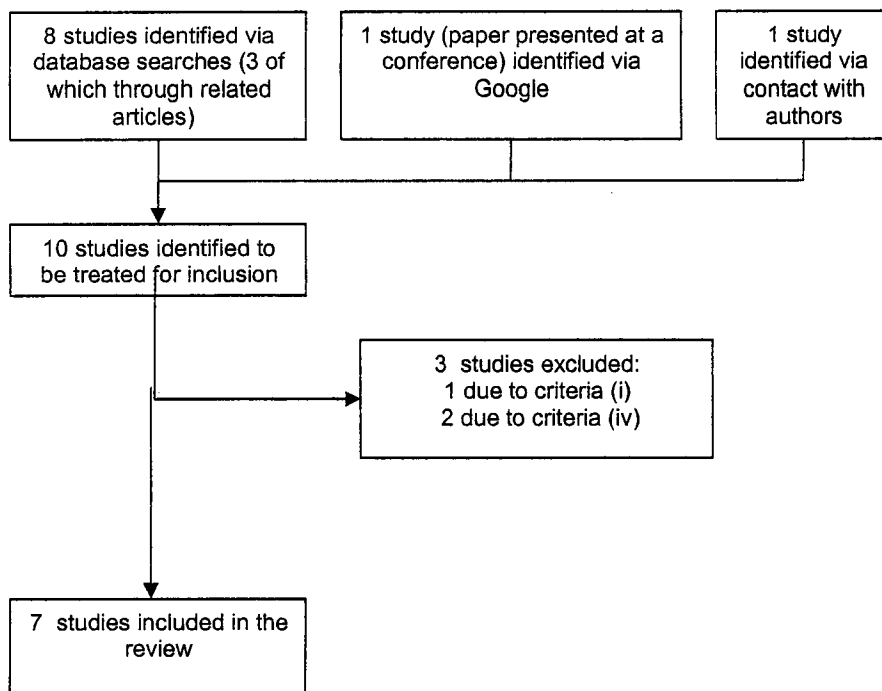 8 studies identified via
database searches (3 of
which through related
articles)
1 study (paper presented at a
conference) identified via
Google
1 study
identified via
contact with
authors
10 studies identified to
be treated for inclusion
3 studies excluded:
1 due to criteria (i)
2 due to criteria (iv)
7 studies included in the
review